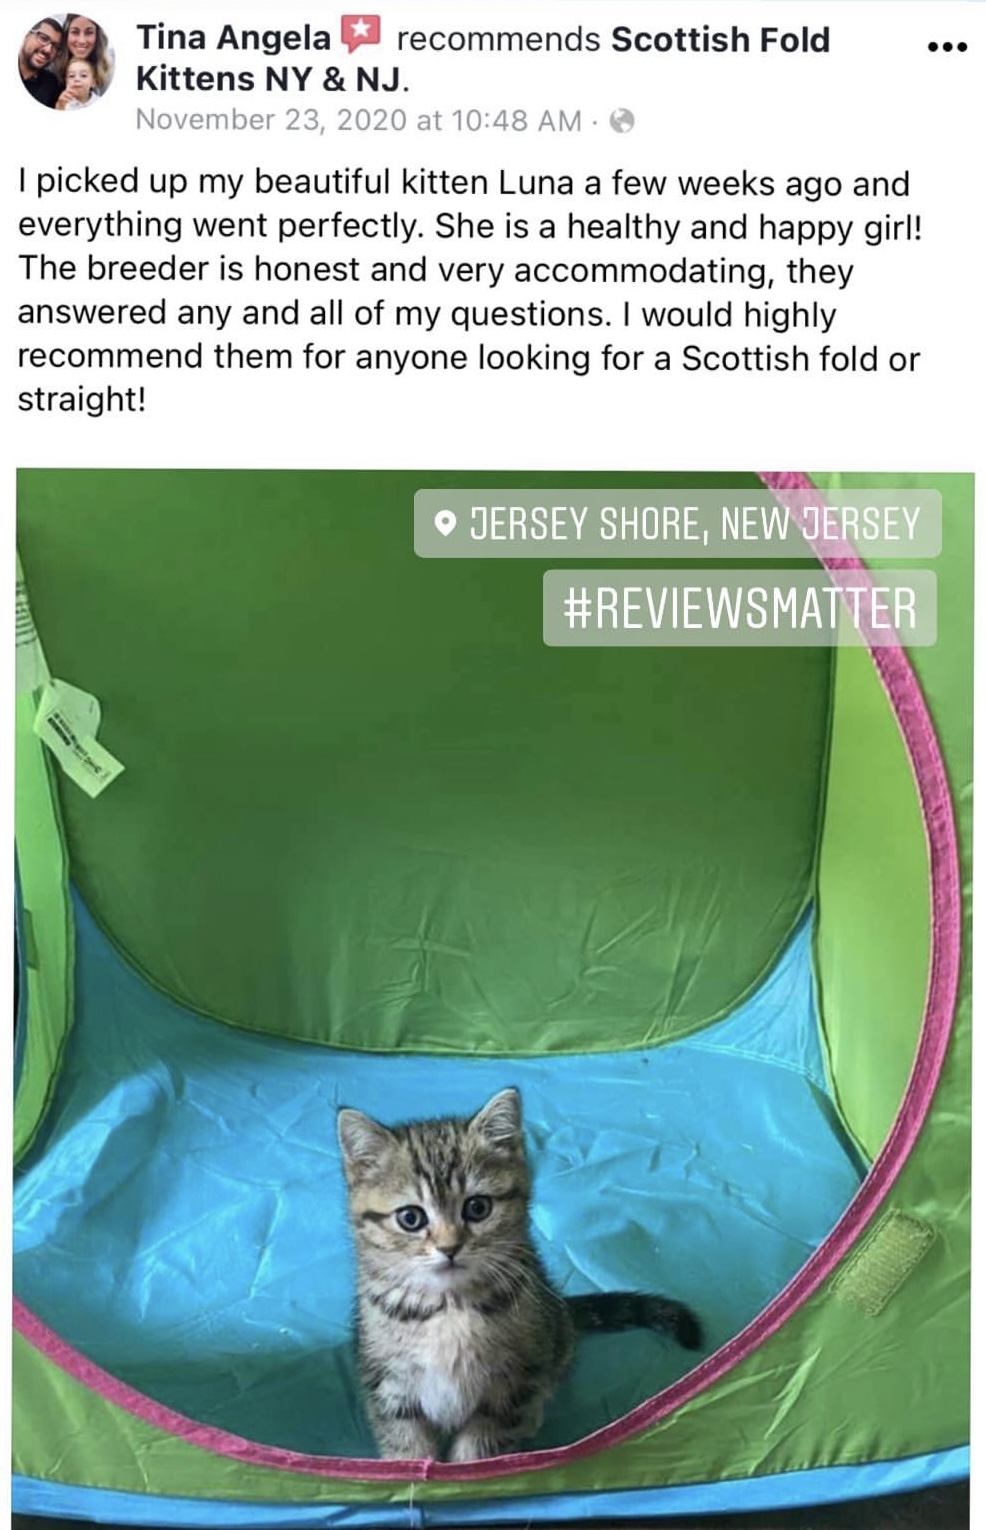 Tina Angela recommends Scottish Fold
Kittens NY & NJ.
November 23, 2020 at 10:48 AM ·
I picked up my beautiful kitten Luna a few weeks ago and
everything went perfectly. She is a healthy and happy girl!
The breeder is honest and very accommodating, they
answered any and all of my questions. I would highly
recommend them for anyone looking for a Scottish fold or
straight!
JERSEY SHORE, NEW JERSEY
#REVIEWSMATTER